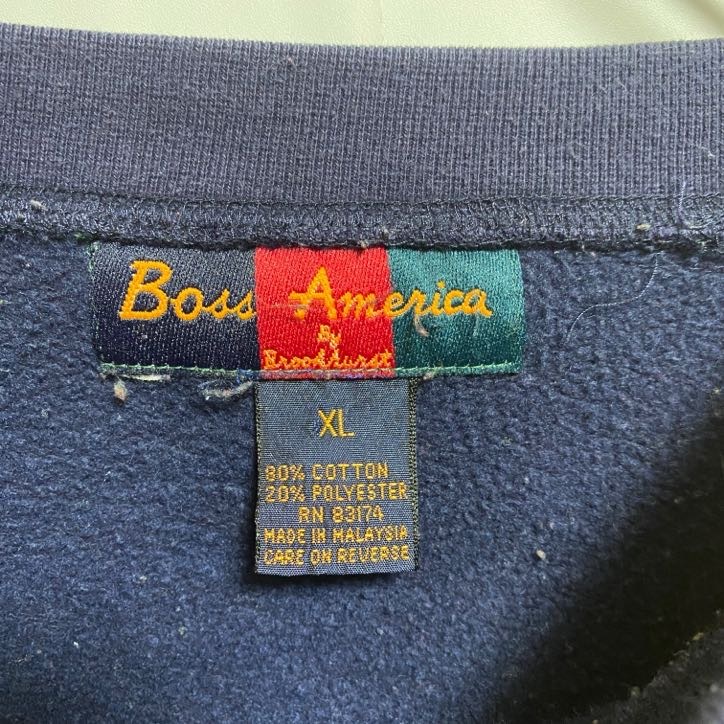 Boss America
By
Brookhurst
XL
80% COTTON
20% POLYESTER
RN 83174
MADE IN MALAYSIA
CARE ON REVERSE